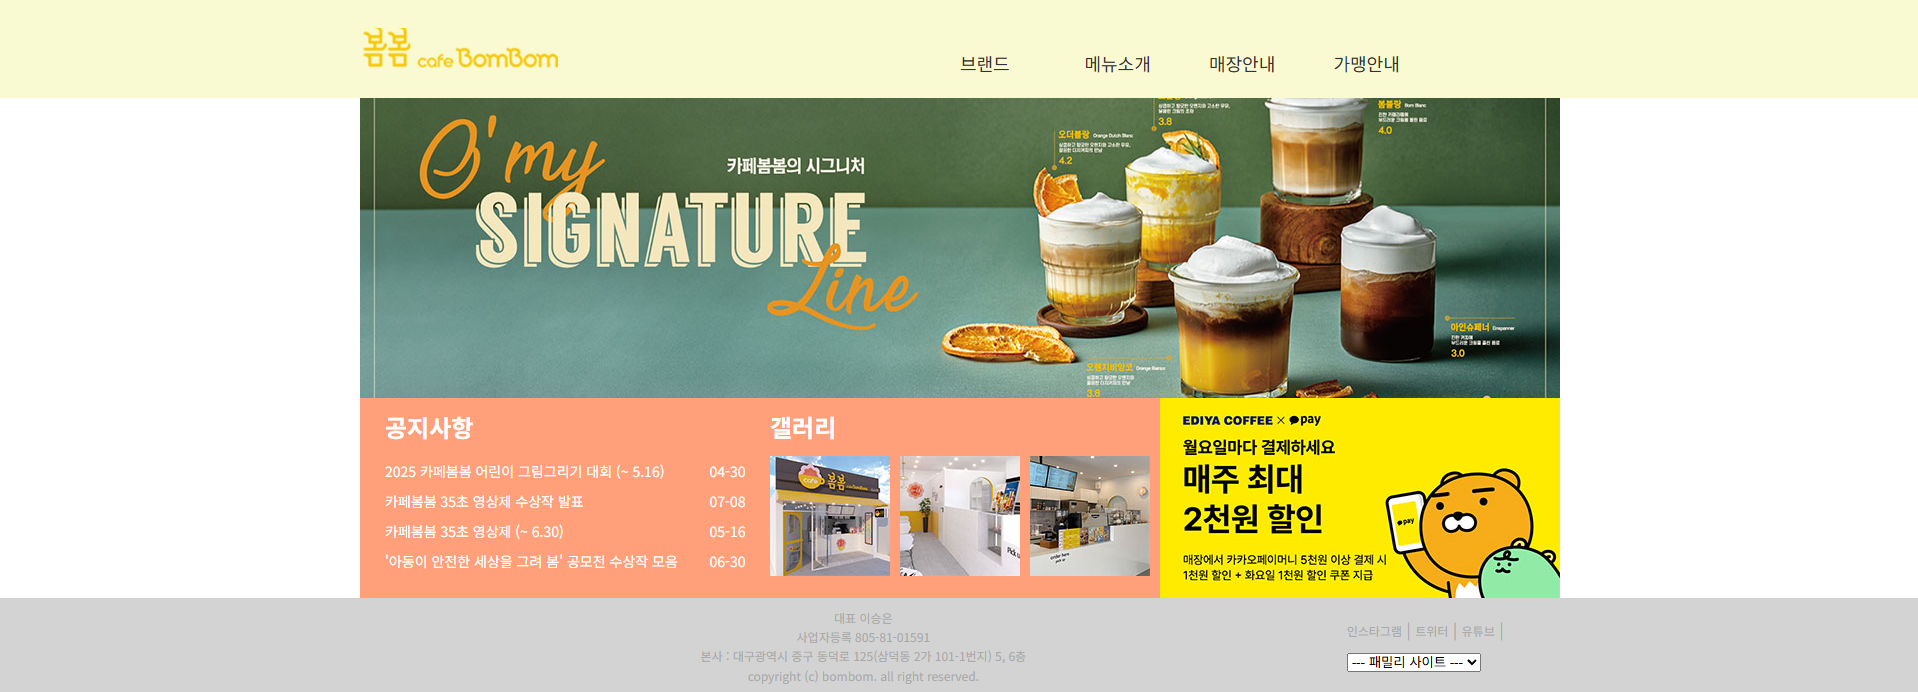 봄봄 cafe BomBom
브랜드 메뉴소개 매장안내 가맹안내
O'my
카페봄봄의 시그니처
SIGNATURE
Line
3.8
봄블랑 Bom Blanc
4.0
오더블랑 Orange Dutch Blanc
4.2
아인슈페너 Einspanner
3.0
오렌지비앙코 Orange Bianco
3.8
공지사항
2025 카페봄봄 어린이 그림그리기 대회 (~ 5.16) 04-30
카페봄봄 35초 영상제 수상작 발표 07-08
카페봄봄 35초 영상제 (~ 6.30) 05-16
'아동이 안전한 세상을 그려 봄' 공모전 수상작 모음 06-30
갤러리
cafe 봄봄
EDIYA COFFEE × pay
월요일마다 결제하세요
매주 최대
2천원 할인
pay
매장에서 카카오페이머니 5천원 이상 결제 시
1천원 할인 + 화요일 1천원 할인 쿠폰 지급
대표 이승은
사업자등록 805-81-01591
본사 : 대구광역시 중구 동덕로 125(삼덕동 2가 101-1번지) 5, 6층
copyright (c) bombom. all right reserved.
인스타그램 | 트위터 | 유튜브 |
--- 패밀리 사이트 ---